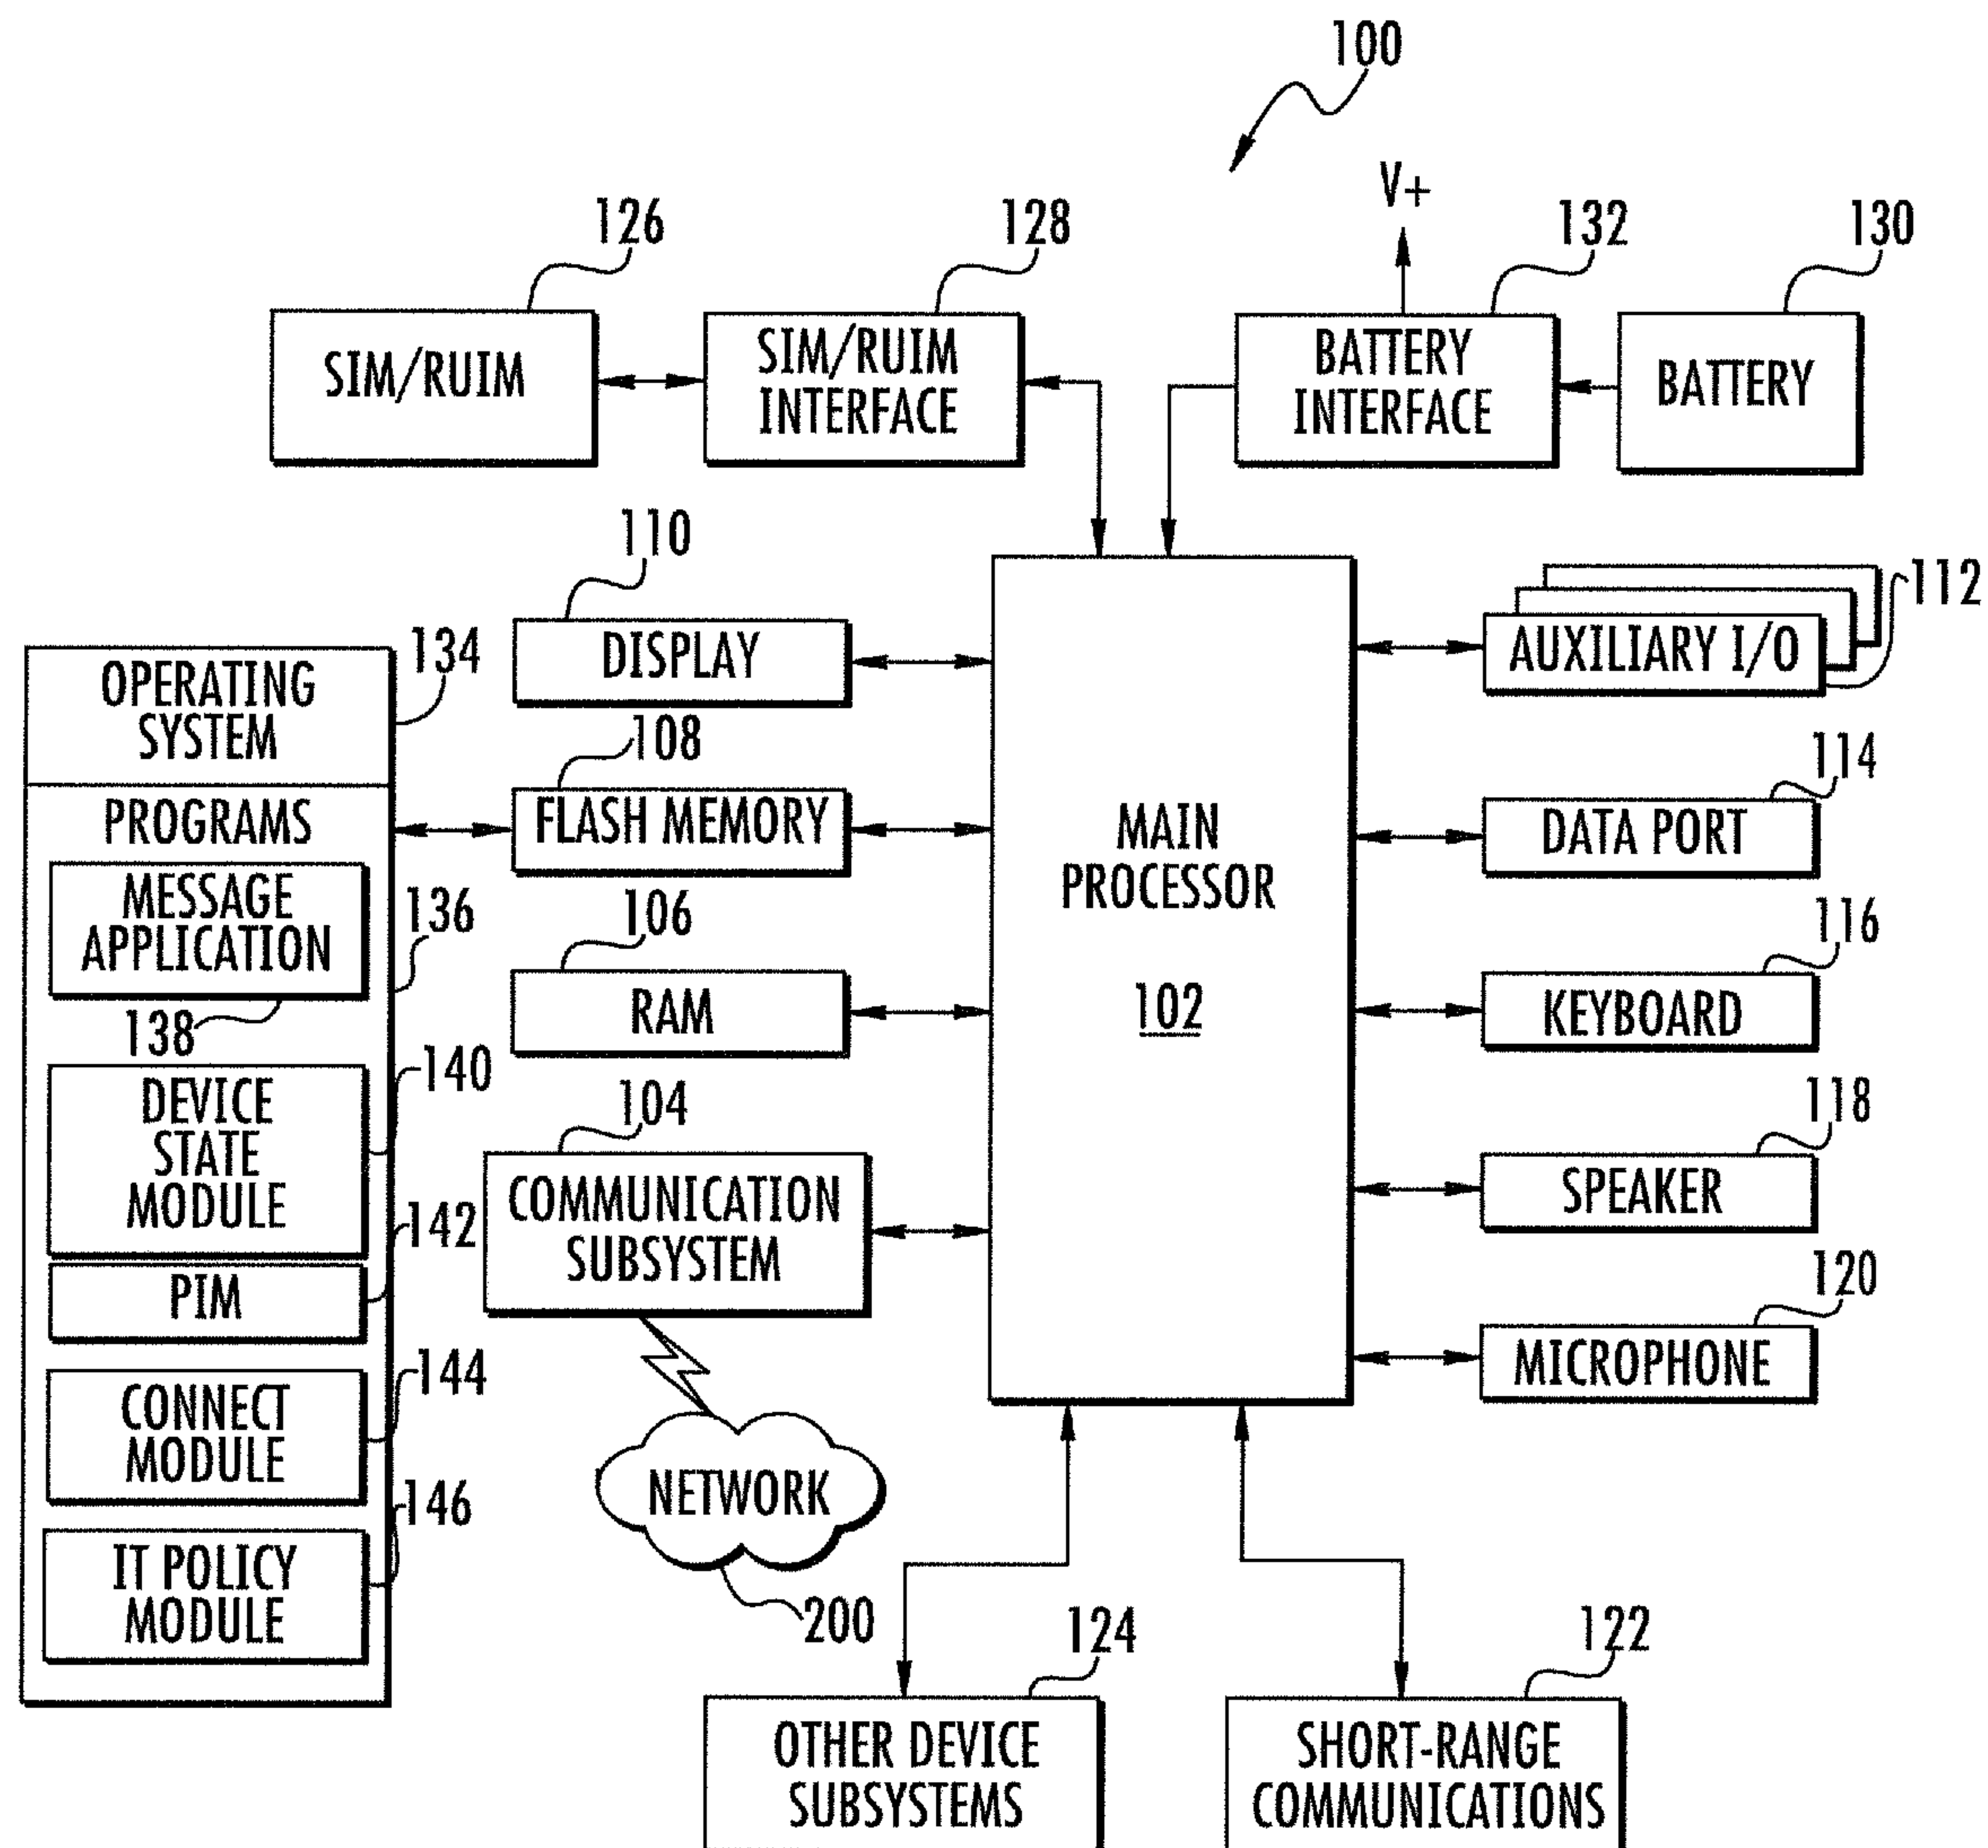 100
V+
126
128
132
130
SIM/RUIM
SIM/RUIM
INTERFACE
BATTERY
INTERFACE
BATTERY
110
112
DISPLAY
AUXILIARY I/O
134
OPERATING
SYSTEM
108
114
PROGRAMS
FLASH MEMORY
MAIN
PROCESSOR
102
DATA PORT
MESSAGE
APPLICATION
136
138
106
116
RAM
KEYBOARD
140
DEVICE
STATE
MODULE
104
118
COMMUNICATION
SUBSYSTEM
SPEAKER
142
PIM
120
MICROPHONE
144
CONNECT
MODULE
NETWORK
146
IT POLICY
MODULE
200
124
122
OTHER DEVICE
SUBSYSTEMS
SHORT-RANGE
COMMUNICATIONS